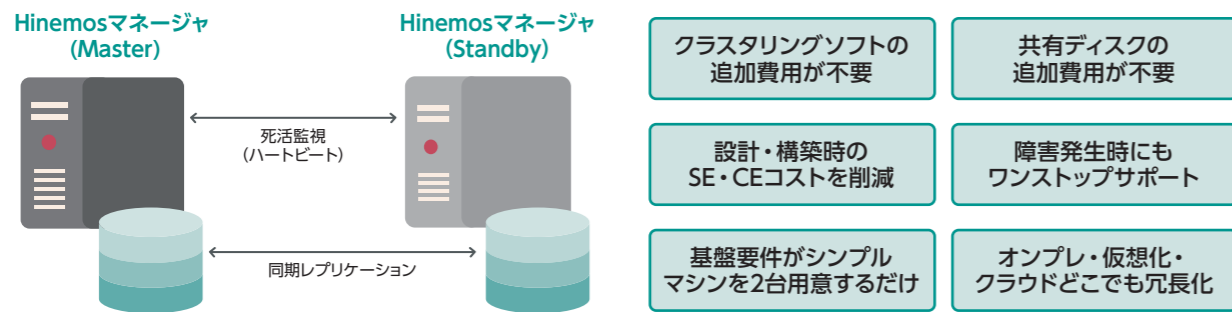 Hinemosマネージャ
(Master)
Hinemosマネージャ
(Standby)
死活監視
(ハートビート)
同期レプリケーション
クラスタリングソフトの
追加費用が不要
共有ディスクの
追加費用が不要
設計・構築時の
SE・CEコストを削減
障害発生時にも
ワンストップサポート
基盤要件がシンプル
マシンを2台用意するだけ
オンプレ・仮想化・
クラウドどこでも冗長化